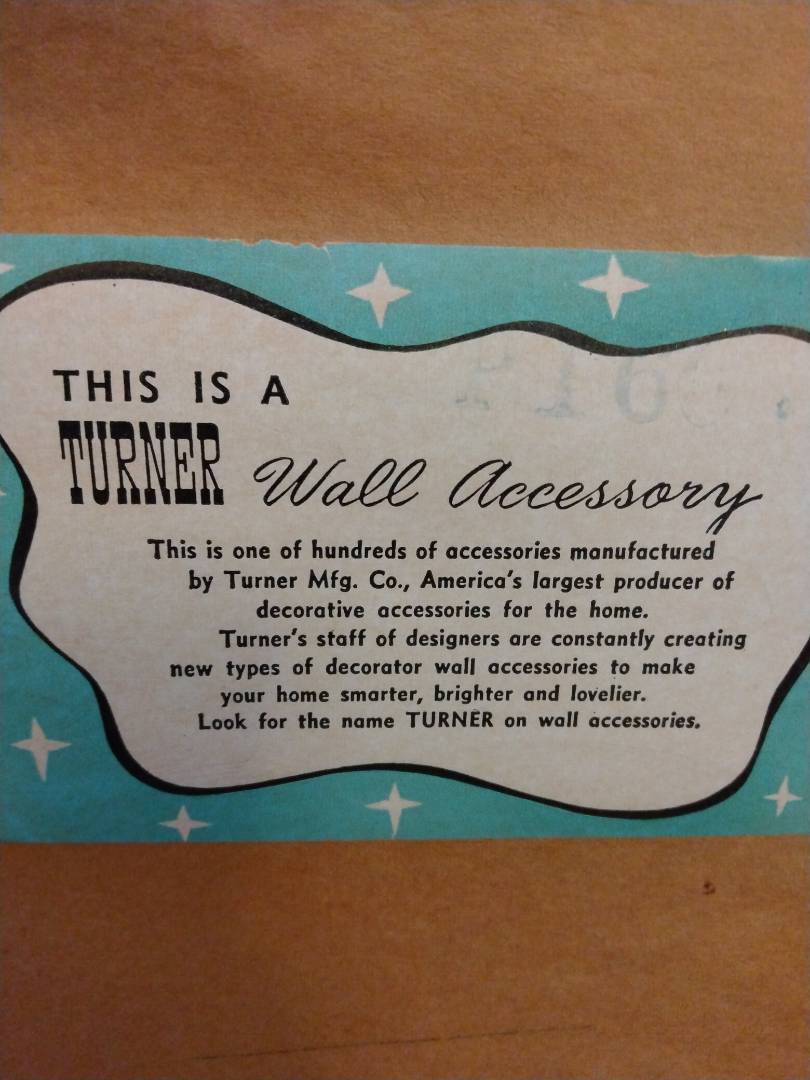 THIS IS A
TURNER Wall Accessory
This is one of hundreds of accessories manufactured
by Turner Mfg. Co., America's largest producer of
decorative accessories for the home.
Turner's staff of designers are constantly creating
new types of decorator wall accessories to make
your home smarter, brighter and lovelier.
Look for the name TURNER on wall accessories.